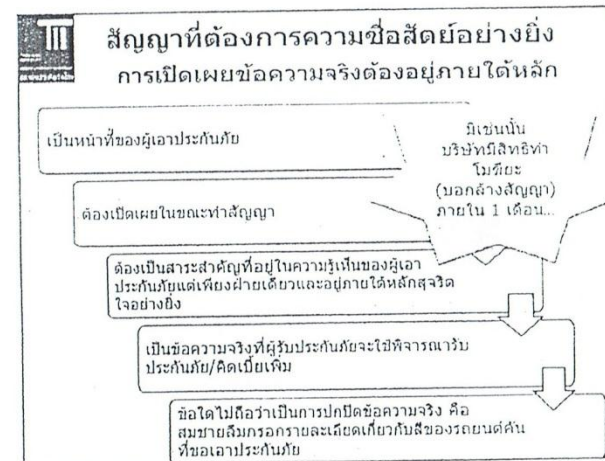 สัญญาที่ต้องการความซื่อสัตย์อย่างยิ่ง
การเปิดเผยข้อความจริงต้องอยู่ภายใต้หลัก
เป็นหน้าที่ของผู้เอาประกันภัย
มิเช่นนั้น
บริษัทมีสิทธิทำ
โมฆียะ
(บอกล้างสัญญา)
ภายใน 1 เดือน...
ต้องเปิดเผยในขณะทำสัญญา
ต้องเป็นสาระสำคัญที่อยู่ในความรู้เห็นของผู้เอา
ประกันภัยแต่เพียงฝ่ายเดียวและอยู่ภายใต้หลักสุจริต
ใจอย่างยิ่ง
เป็นข้อความจริงที่ผู้รับประกันภัยจะใช้พิจารณารับ
ประกันภัย/คิดเบี้ยเพิ่ม
ข้อใดไม่ถือว่าเป็นการปกปิดข้อความจริง คือ
สมชายลืมกรอกรายละเอียดเกี่ยวกับสีของรถยนต์คัน
ที่ขอเอาประกันภัย